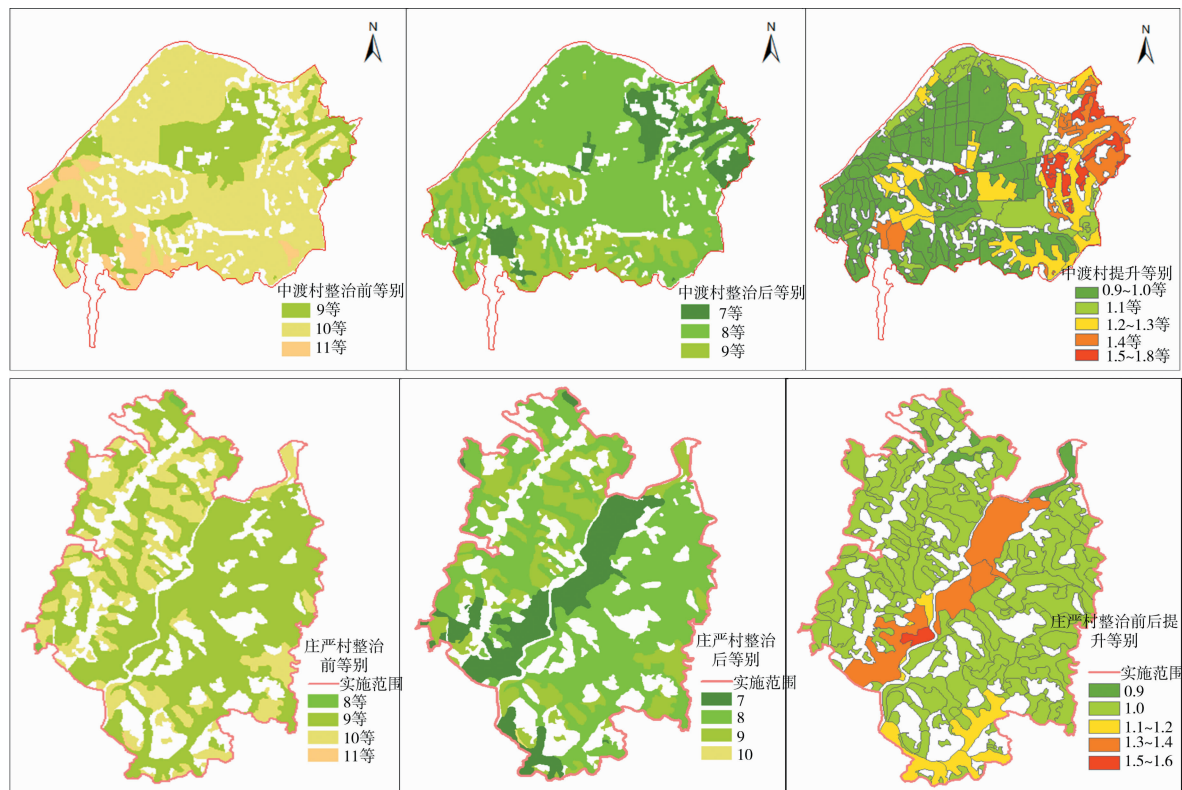 N
中渡村整治前等别
9等
10等
11等
N
中渡村整治后等别
7等
8等
9等
N
中渡村提升等别
0.9~1.0等
1.1等
1.2~1.3等
1.4等
1.5~1.8等
庄严村整治
前等别
实施范围
8等
9等
10等
11等
庄严村整治
后等别
实施范围
7
8
9
10
庄严村整治前后提
升等别
实施范围
0.9
1.0
1.1~1.2
1.3~1.4
1.5~1.6